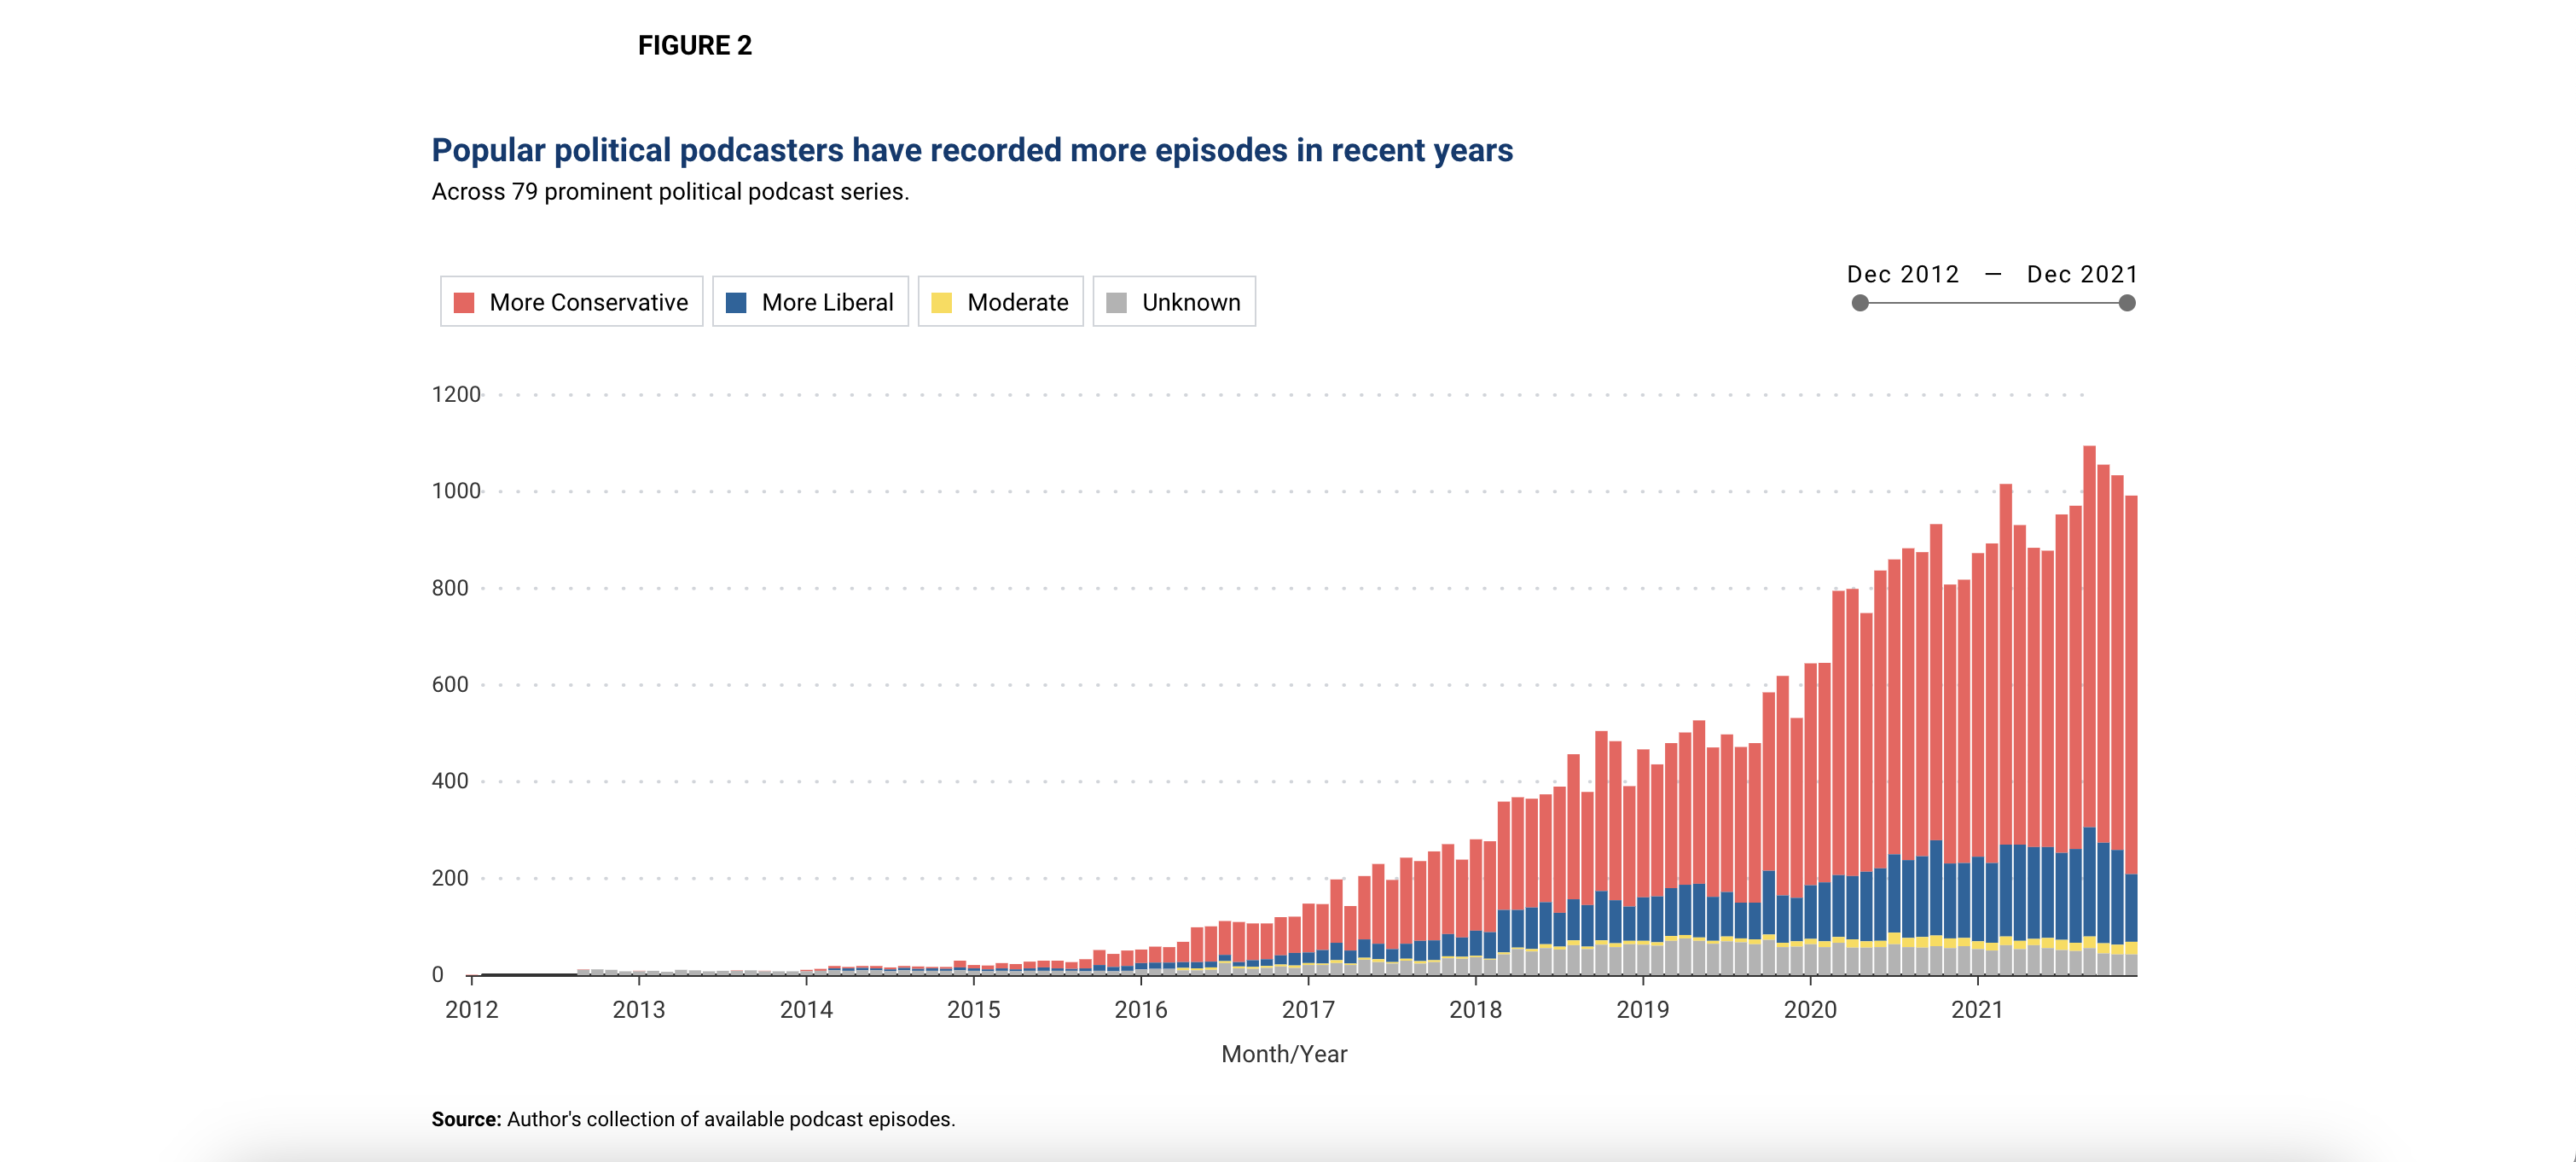 FIGURE 2
Popular political podcasters have recorded more episodes in recent years
Across 79 prominent political podcast series.
Dec 2012 — Dec 2021
More Conservative More Liberal Moderate Unknown
1200
1000
800
600
400
200
0
2012 2013 2014 2015 2016 2017 2018 2019 2020 2021
Month/Year
Source: Author's collection of available podcast episodes.